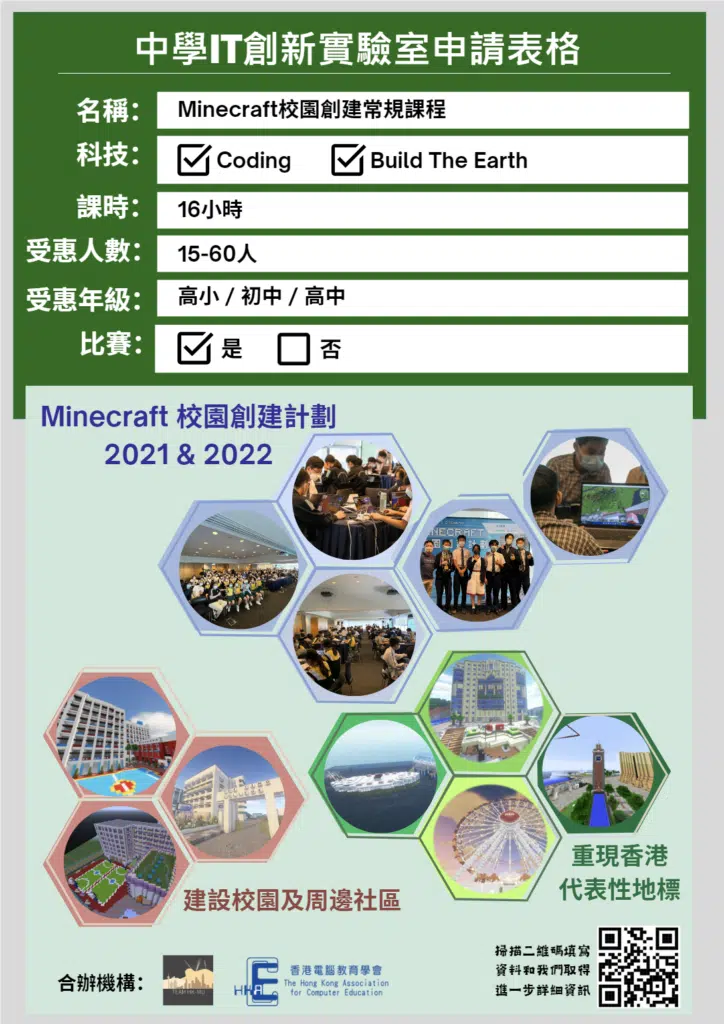 中學IT創新實驗室申請表格
名稱:
Minecraft校園創建常規課程
科技:
Coding
Build The Earth
課時:
16小時
受惠人數:
15-60人
受惠年級:
高小 / 初中 / 高中
比賽:
是
否
Minecraft 校園創建計劃
2021 & 2022
重現香港
代表性地標
建設校園及周邊社區
合辦機構:
香港電腦教育學會
The Hong Kong Association
for Computer Education
掃描二維碼填寫
資料和我們取得
進一步詳細資訊